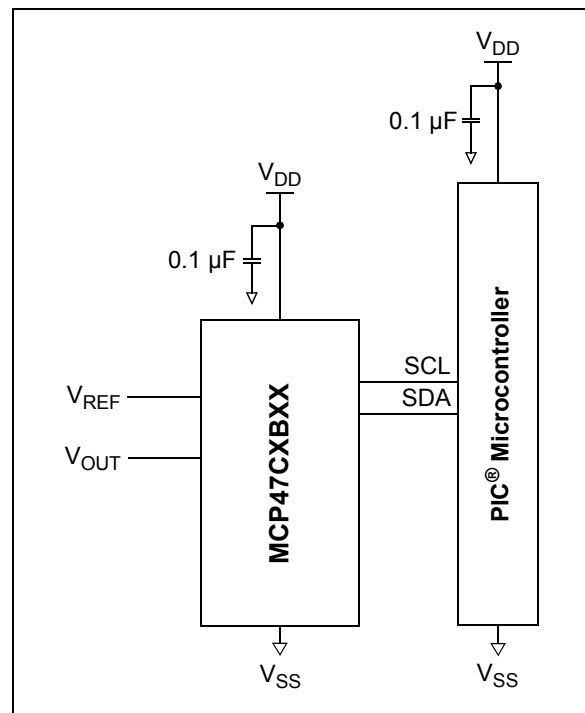 VDD
0.1 µF
VDD
0.1 µF
SCL
SDA
VREF
VOUT
MCP47CXBXX
PIC® Microcontroller
VSS
VSS